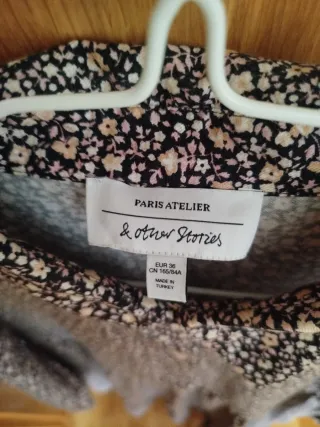 PARIS ATELIER
& other Stories
EUR 36
CN 165/84A
MADE IN
TURKEY